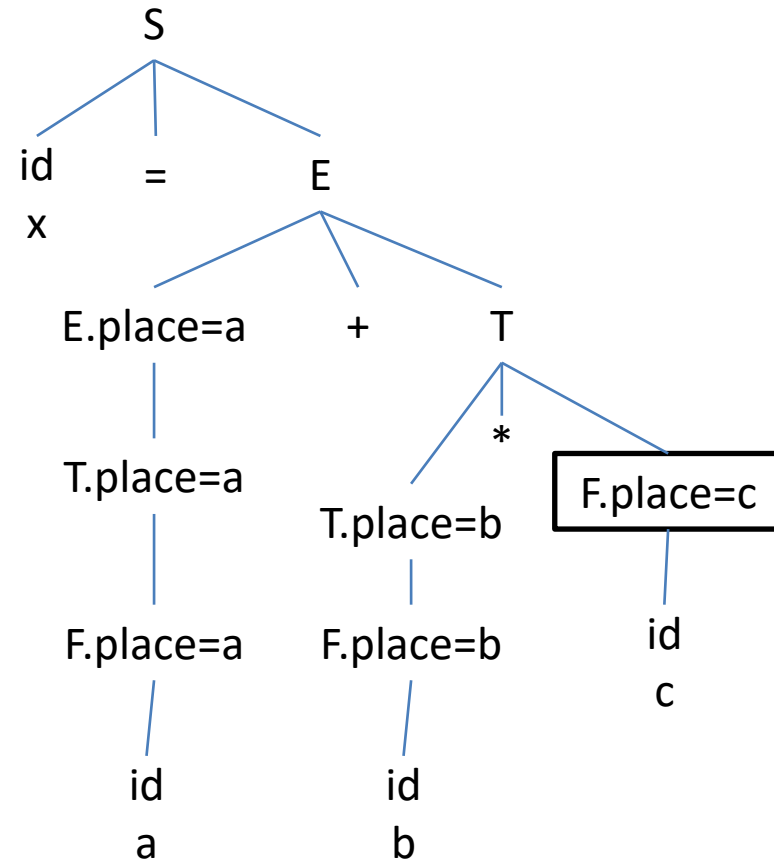 S
id = E
x
E.place=a + T
*
T.place=a
T.place=b
F.place=c
F.place=a
F.place=b
id
c
id
a
id
b